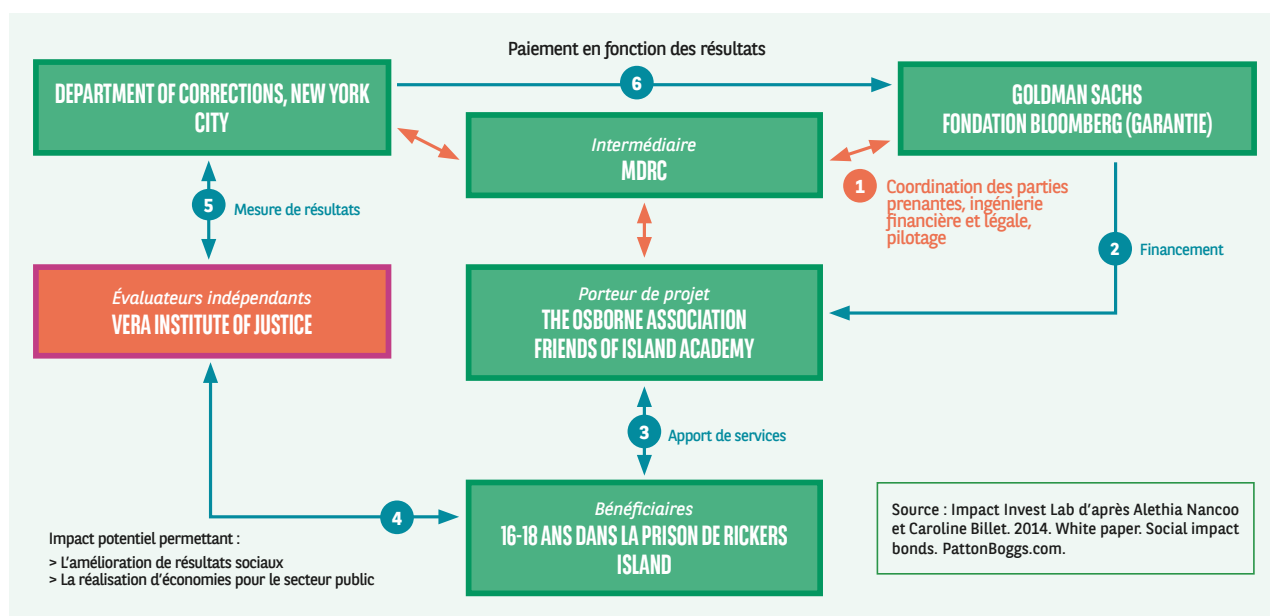 Paiement en fonction des résultats
6
DEPARTMENT OF CORRECTIONS, NEW YORK
CITY
GOLDMAN SACHS
FONDATION BLOOMBERG (GARANTIE)
Intermédiaire
MDRC
1
Coordination des parties
prenantes, ingénierie
financière et légale,
pilotage
5
Mesure de résultats
2
Financement
Évaluateurs indépendants
VERA INSTITUTE OF JUSTICE
Porteur de projet
THE OSBORNE ASSOCIATION
FRIENDS OF ISLAND ACADEMY
3
Apport de services
4
Bénéficiaires
16-18 ANS DANS LA PRISON DE RICKERS
ISLAND
Impact potentiel permettant :
> L'amélioration de résultats sociaux
> La réalisation d'économies pour le secteur public
Source : Impact Invest Lab d'après Alethia Nancoo
et Caroline Billet. 2014. White paper. Social impact
bonds. PattonBoggs.com.